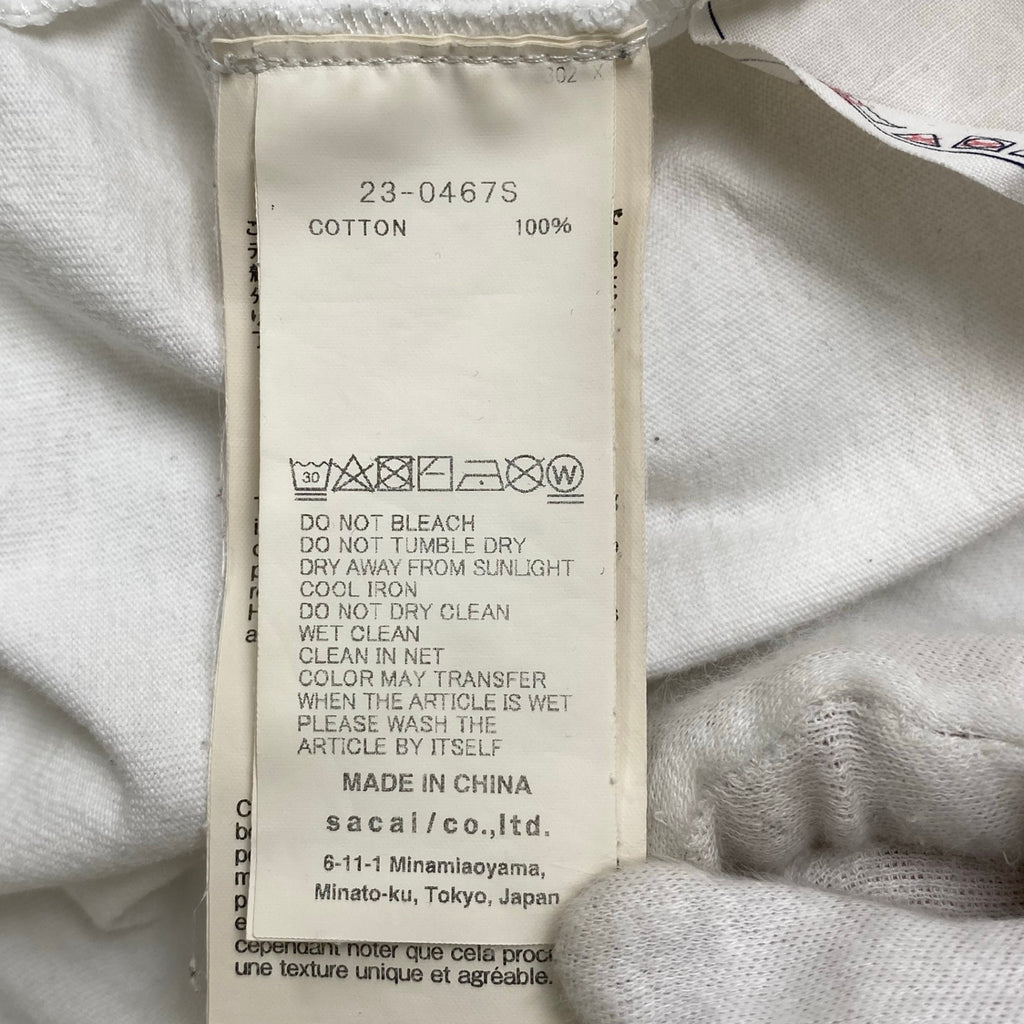 302 X
23-0467S
COTTON 100%
30
W
DO NOT BLEACH
DO NOT TUMBLE DRY
DRY AWAY FROM SUNLIGHT
COOL IRON
DO NOT DRY CLEAN
WET CLEAN
CLEAN IN NET
COLOR MAY TRANSFER
WHEN THE ARTICLE IS WET
PLEASE WASH THE
ARTICLE BY ITSELF
MADE IN CHINA
sacai/co.,ltd.
6-11-1 Minamiaoyama,
Minato-ku, Tokyo, Japan
cependant noter que cela
une texture unique et agréable.